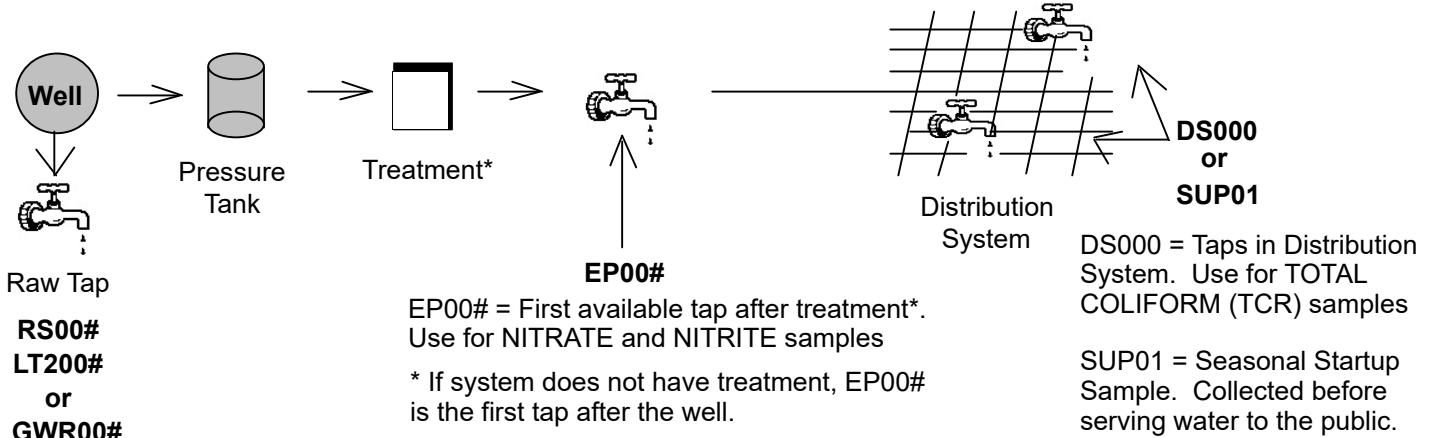 Well
Pressure
Tank
Treatment*
Raw Tap
RS00#
LT200#
or
GWR00#
EP00#
EP00# = First available tap after treatment*.
Use for NITRATE and NITRITE samples
* If system does not have treatment, EP00#
is the first tap after the well.
Distribution
System
DS000
or
SUP01
DS000 = Taps in Distribution
System. Use for TOTAL
COLIFORM (TCR) samples
SUP01 = Seasonal Startup
Sample. Collected before
serving water to the public.